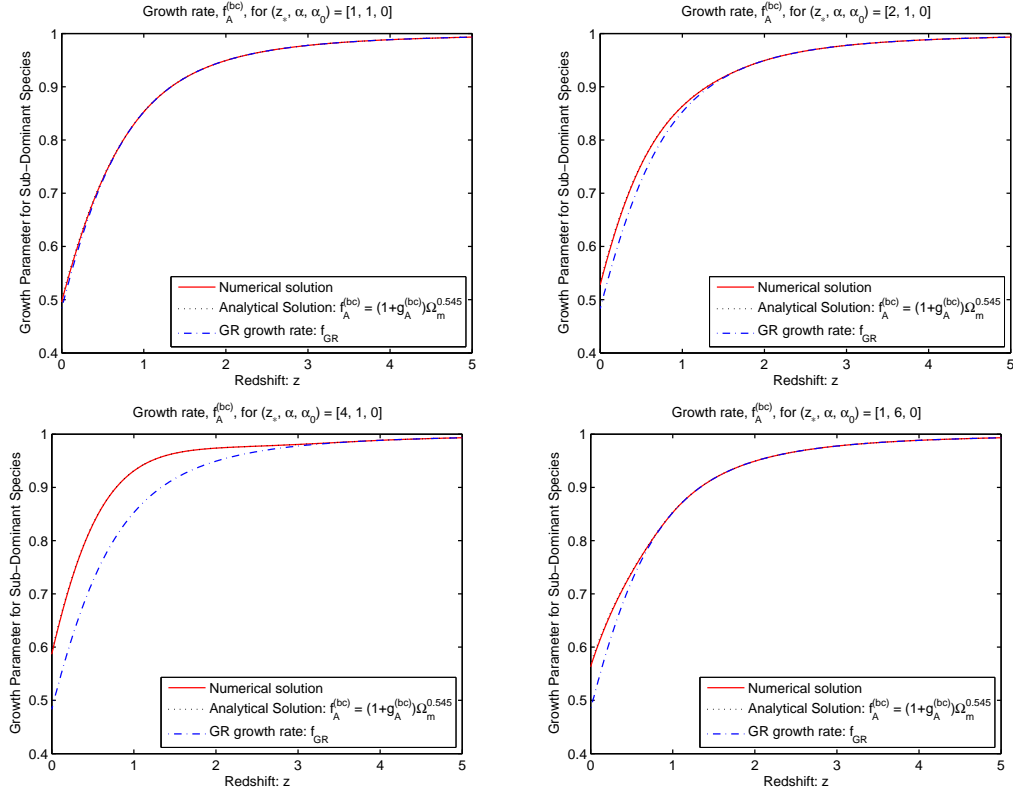 Growth rate, f_A^(bc), for (z_*, α, α_0) = [1, 1, 0]
Growth Parameter for Sub−Dominant Species
1
0.9
0.8
0.7
0.6
0.5
0.4
0 1 2 3 4 5
Redshift: z
Numerical solution
Analytical Solution: f_A^(bc) = (1+g_A^(bc))Ω_m^0.545
GR growth rate: f_GR
Growth rate, f_A^(bc), for (z_*, α, α_0) = [2, 1, 0]
Growth Parameter for Sub−Dominant Species
1
0.9
0.8
0.7
0.6
0.5
0.4
0 1 2 3 4 5
Redshift: z
Numerical solution
Analytical Solution: f_A^(bc) = (1+g_A^(bc))Ω_m^0.545
GR growth rate: f_GR
Growth rate, f_A^(bc), for (z_*, α, α_0) = [4, 1, 0]
Growth Parameter for Sub−Dominant Species
1
0.9
0.8
0.7
0.6
0.5
0.4
0 1 2 3 4 5
Redshift: z
Numerical solution
Analytical Solution: f_A^(bc) = (1+g_A^(bc))Ω_m^0.545
GR growth rate: f_GR
Growth rate, f_A^(bc), for (z_*, α, α_0) = [1, 6, 0]
Growth Parameter for Sub−Dominant Species
1
0.9
0.8
0.7
0.6
0.5
0.4
0 1 2 3 4 5
Redshift: z
Numerical solution
Analytical Solution: f_A^(bc) = (1+g_A^(bc))Ω_m^0.545
GR growth rate: f_GR